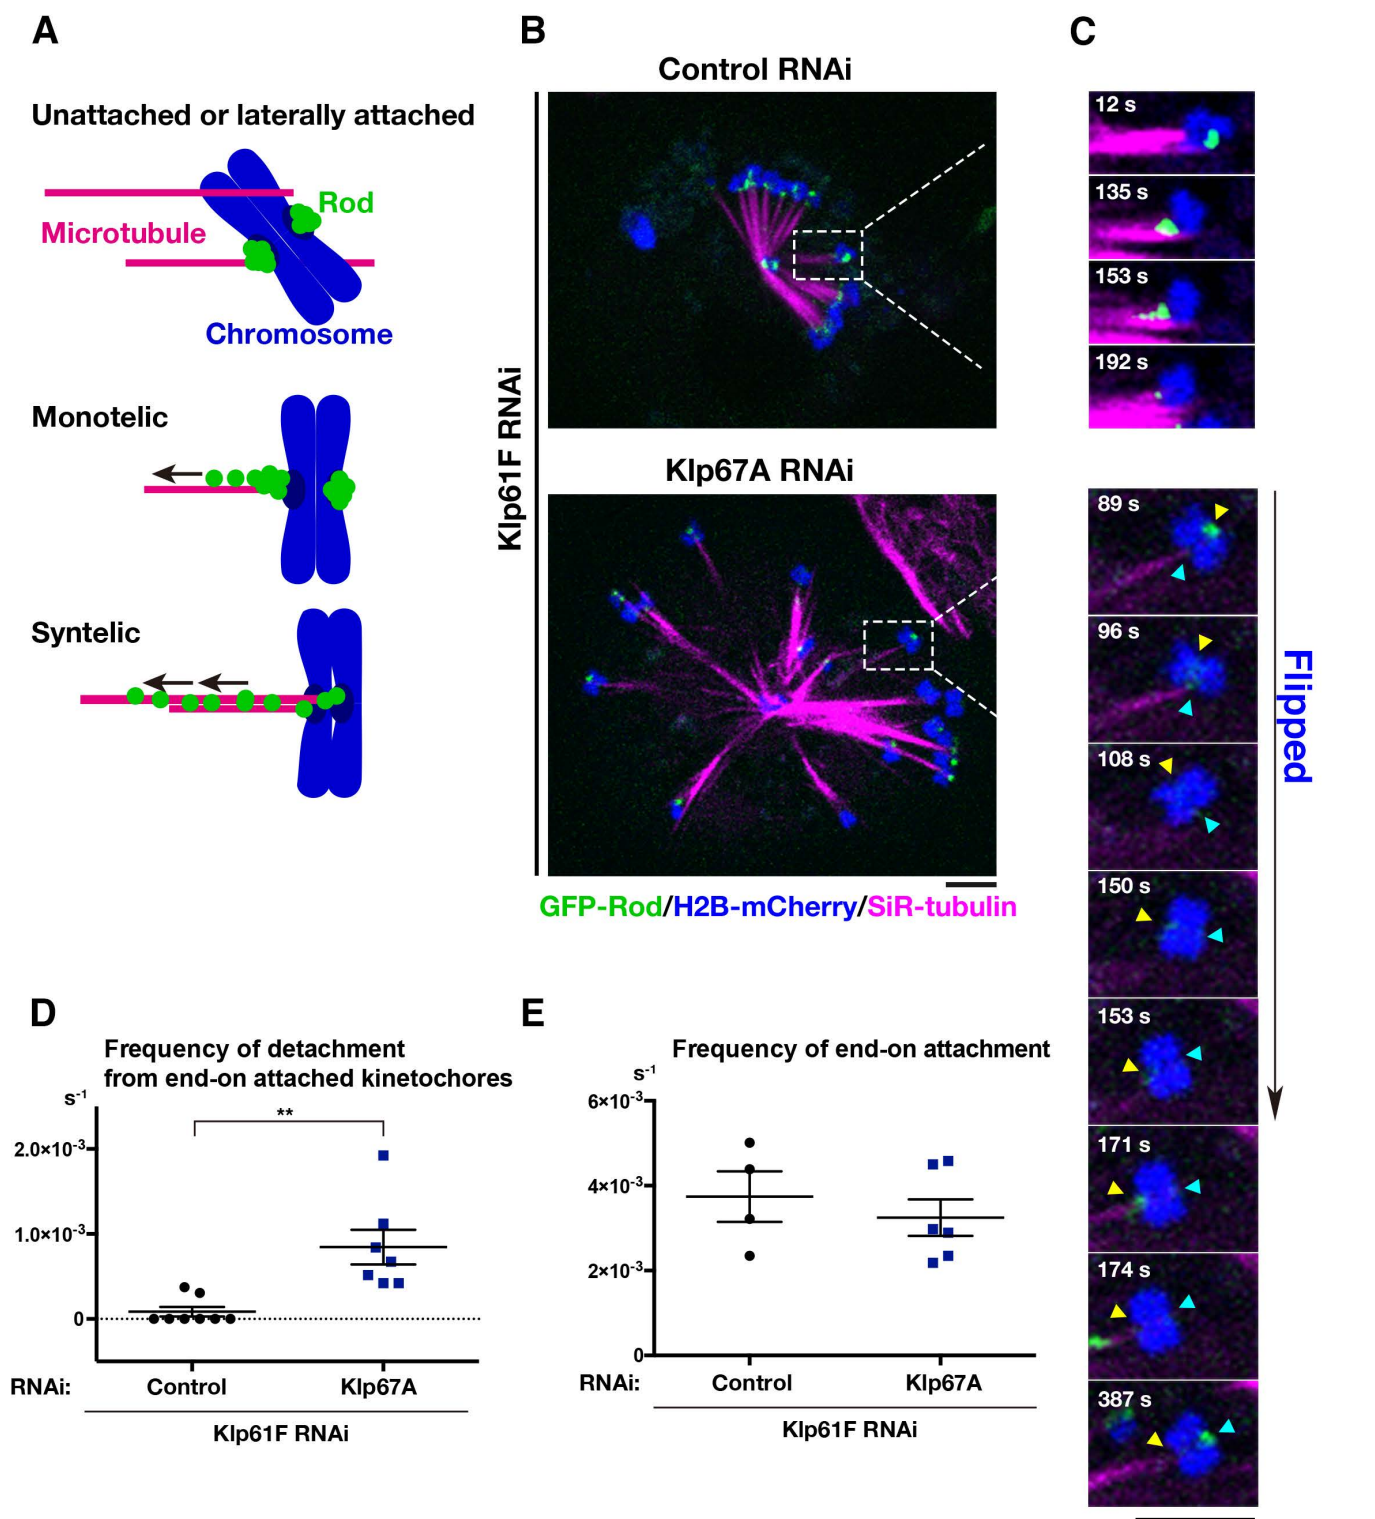 A
Unattached or laterally attached
Rod
Microtubule
Chromosome
Monotelic
Syntelic
B
Control RNAi
Klp67A RNAi
Klp61F RNAi
GFP-Rod/H2B-mCherry/SiR-tubulin
C
12 s
135 s
153 s
192 s
89 s
96 s
108 s
150 s
153 s
171 s
174 s
387 s
Flipped
D
Frequency of detachment
from end-on attached kinetochores
s⁻¹
**
2.0×10⁻³
1.0×10⁻³
0
RNAi: Control Klp67A
Klp61F RNAi
E
Frequency of end-on attachment
s⁻¹
6×10⁻³
4×10⁻³
2×10⁻³
0
RNAi: Control Klp67A
Klp61F RNAi